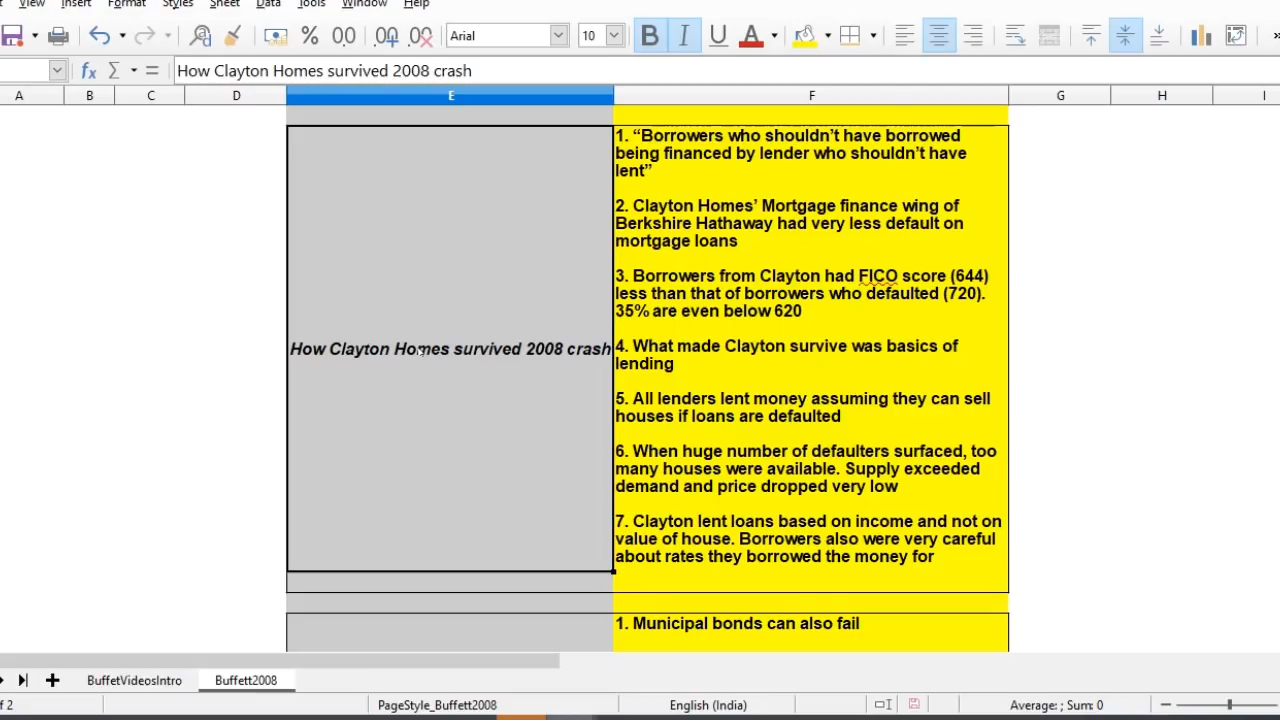 View Insert Format Styles Sheet Data Tools Window Help
Arial 10
How Clayton Homes survived 2008 crash
A B C D E F G H I
1. “Borrowers who shouldn’t have borrowed
being financed by lender who shouldn’t have
lent”
2. Clayton Homes’ Mortgage finance wing of
Berkshire Hathaway had very less default on
mortgage loans
3. Borrowers from Clayton had FICO score (644)
less than that of borrowers who defaulted (720).
35% are even below 620
How Clayton Homes survived 2008 crash
4. What made Clayton survive was basics of
lending
5. All lenders lent money assuming they can sell
houses if loans are defaulted
6. When huge number of defaulters surfaced, too
many houses were available. Supply exceeded
demand and price dropped very low
7. Clayton lent loans based on income and not on
value of house. Borrowers also were very careful
about rates they borrowed the money for
1. Municipal bonds can also fail
BuffetVideosIntro Buffett2008
of 2 PageStyle_Buffett2008 English (India) Average: ; Sum: 0